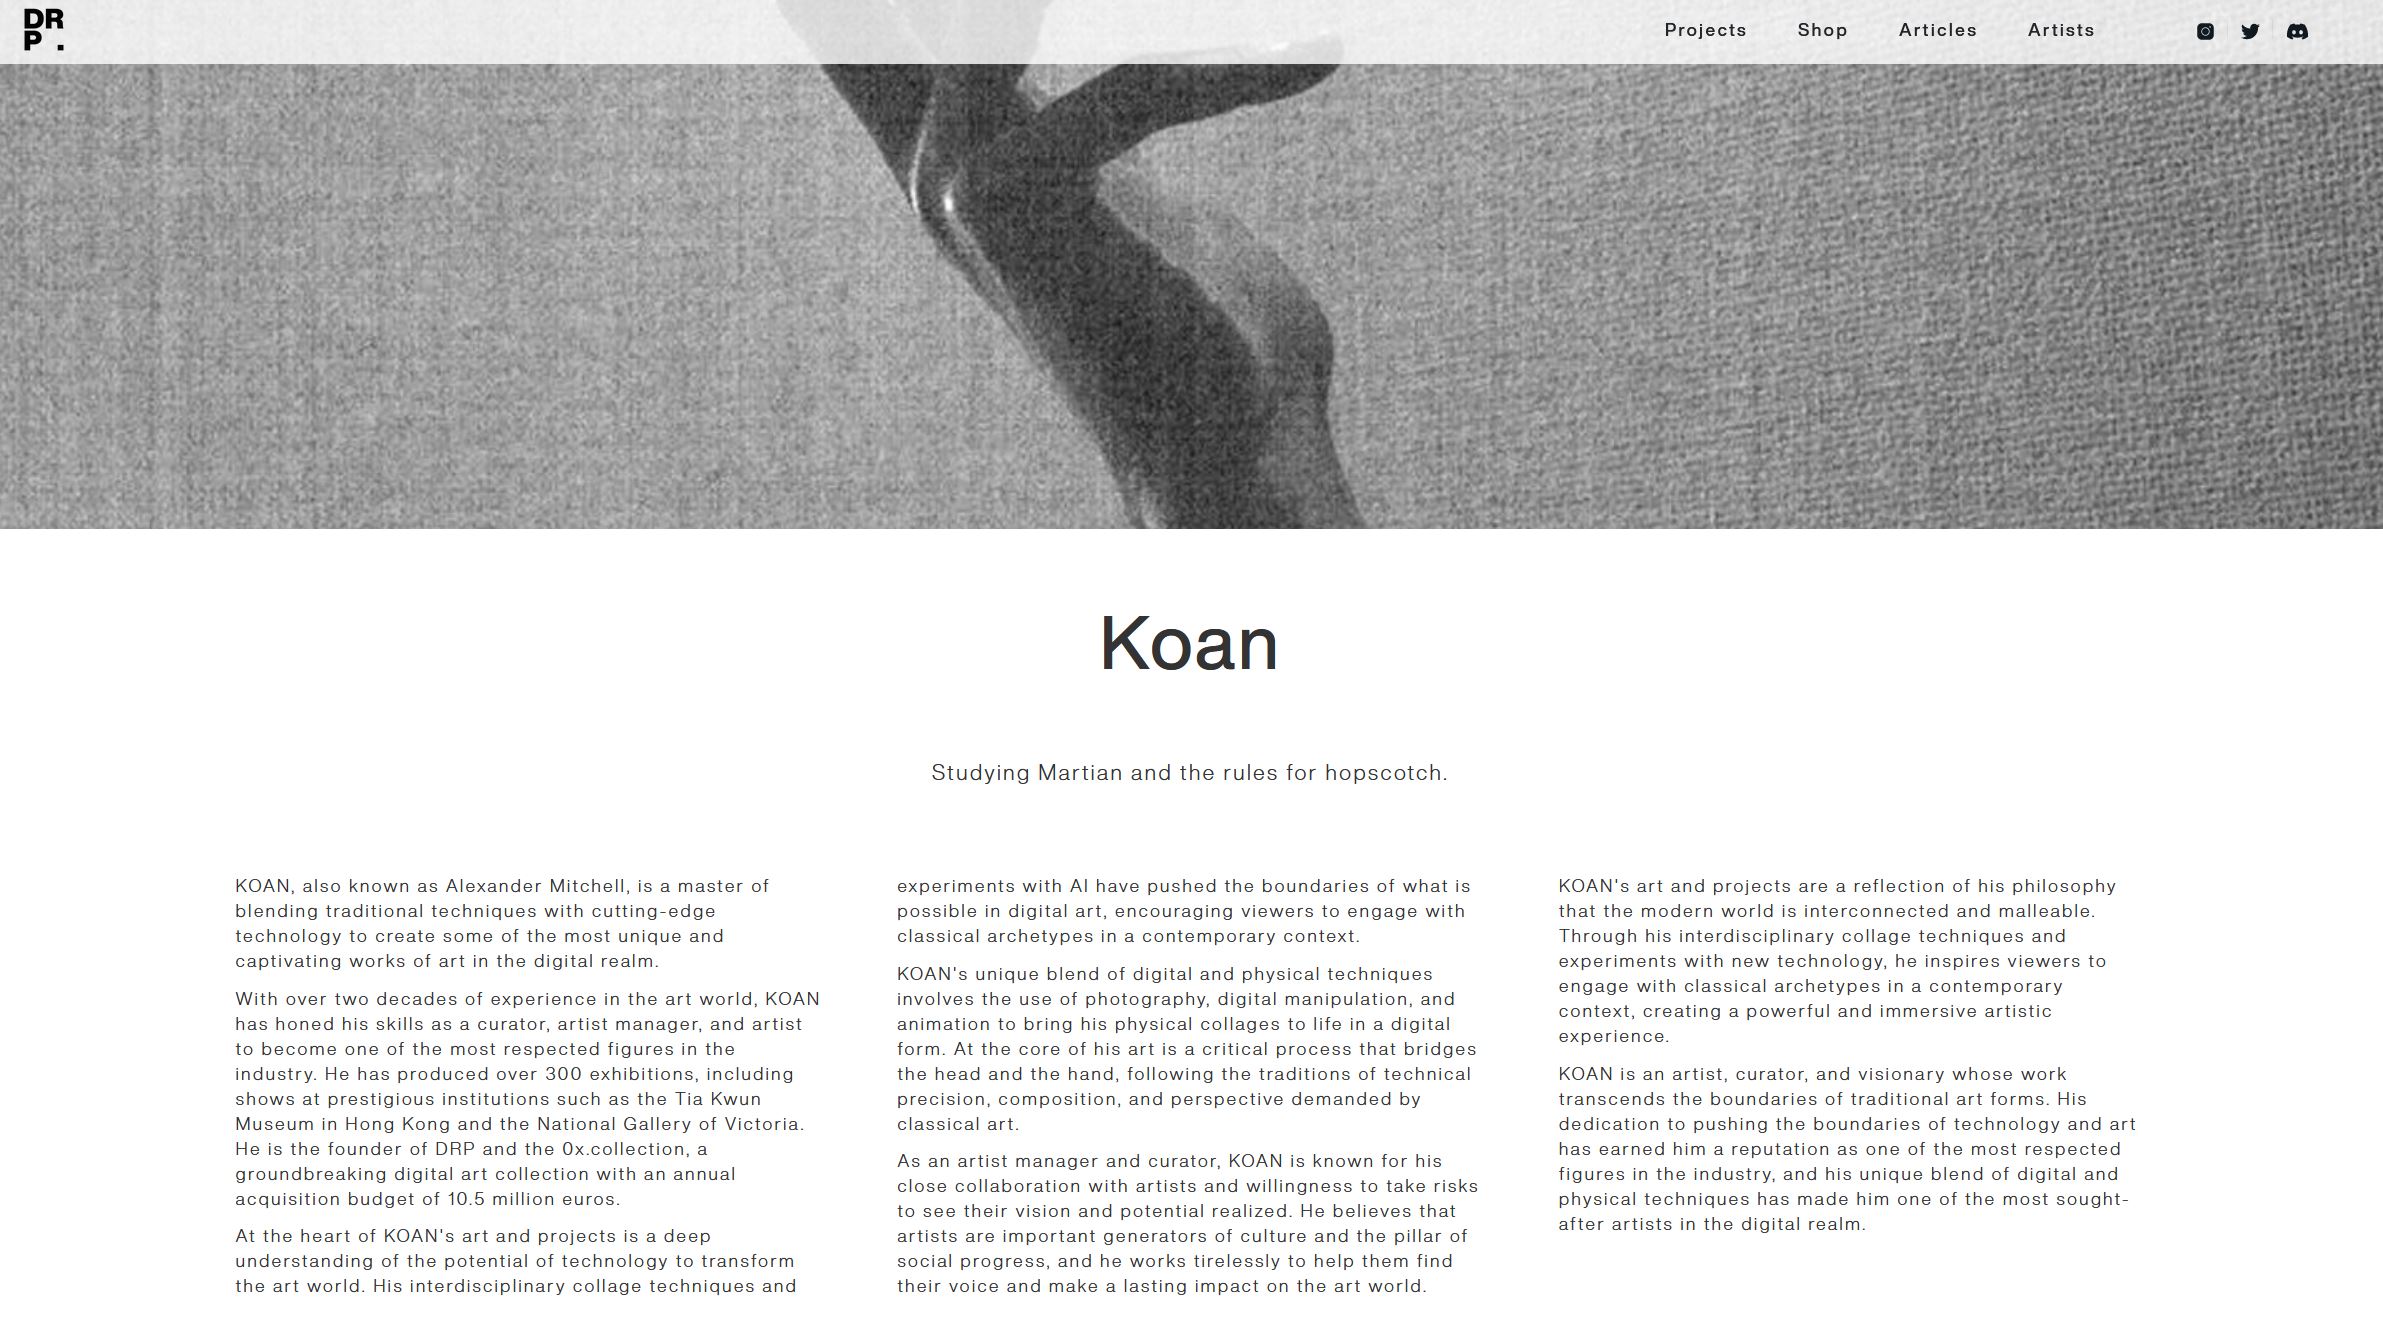 DR
P .
Projects Shop Articles Artists
Koan
Studying Martian and the rules for hopscotch.
KOAN, also known as Alexander Mitchell, is a master of
blending traditional techniques with cutting-edge
technology to create some of the most unique and
captivating works of art in the digital realm.
With over two decades of experience in the art world, KOAN
has honed his skills as a curator, artist manager, and artist
to become one of the most respected figures in the
industry. He has produced over 300 exhibitions, including
shows at prestigious institutions such as the Tia Kwun
Museum in Hong Kong and the National Gallery of Victoria.
He is the founder of DRP and the 0x.collection, a
groundbreaking digital art collection with an annual
acquisition budget of 10.5 million euros.
At the heart of KOAN's art and projects is a deep
understanding of the potential of technology to transform
the art world. His interdisciplinary collage techniques and
experiments with AI have pushed the boundaries of what is
possible in digital art, encouraging viewers to engage with
classical archetypes in a contemporary context.
KOAN's unique blend of digital and physical techniques
involves the use of photography, digital manipulation, and
animation to bring his physical collages to life in a digital
form. At the core of his art is a critical process that bridges
the head and the hand, following the traditions of technical
precision, composition, and perspective demanded by
classical art.
As an artist manager and curator, KOAN is known for his
close collaboration with artists and willingness to take risks
to see their vision and potential realized. He believes that
artists are important generators of culture and the pillar of
social progress, and he works tirelessly to help them find
their voice and make a lasting impact on the art world.
KOAN's art and projects are a reflection of his philosophy
that the modern world is interconnected and malleable.
Through his interdisciplinary collage techniques and
experiments with new technology, he inspires viewers to
engage with classical archetypes in a contemporary
context, creating a powerful and immersive artistic
experience.
KOAN is an artist, curator, and visionary whose work
transcends the boundaries of traditional art forms. His
dedication to pushing the boundaries of technology and art
has earned him a reputation as one of the most respected
figures in the industry, and his unique blend of digital and
physical techniques has made him one of the most sought-
after artists in the digital realm.